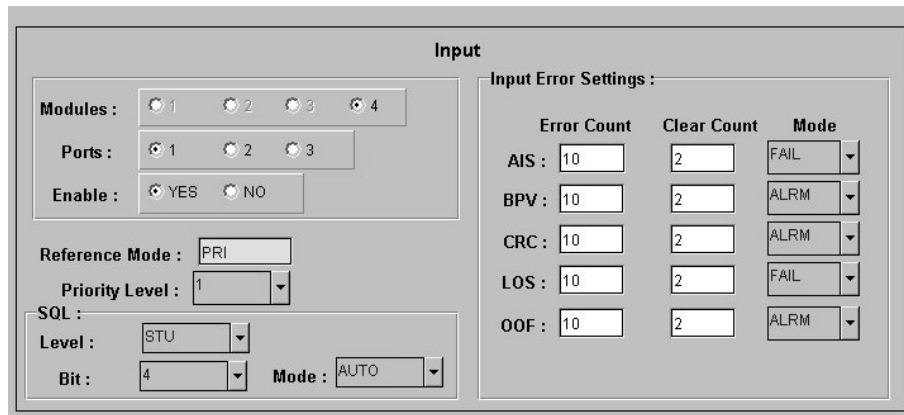 Input
Modules : 1 2 3 4
Ports : 1 2 3
Enable : YES NO
Reference Mode : PRI
Priority Level : 1
SQL :
Level : STU
Bit : 4 Mode : AUTO
Input Error Settings :
Error Count Clear Count Mode
AIS : 10 2 FAIL
BPV : 10 2 ALRM
CRC : 10 2 ALRM
LOS : 10 2 FAIL
OOF : 10 2 ALRM